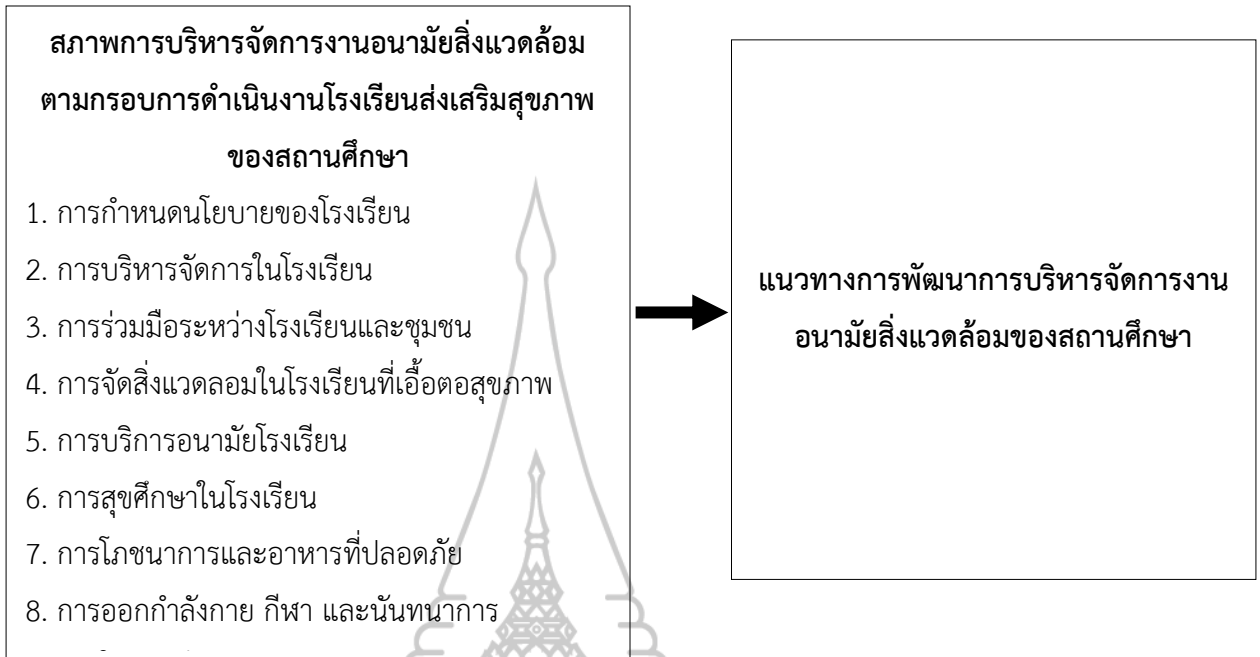 สภาพการบริหารจัดการงานอนามัยสิ่งแวดล้อม
ตามกรอบการดำเนินงานโรงเรียนส่งเสริมสุขภาพ
ของสถานศึกษา
1. การกำหนดนโยบายของโรงเรียน
2. การบริหารจัดการในโรงเรียน
3. การร่วมมือระหว่างโรงเรียนและชุมชน
4. การจัดสิ่งแวดลอมในโรงเรียนที่เอื้อตอสุขภาพ
5. การบริการอนามัยโรงเรียน
6. การสุขศึกษาในโรงเรียน
7. การโภชนาการและอาหารที่ปลอดภัย
8. การออกกำลังกาย กีฬา และนันทนาการ
แนวทางการพัฒนาการบริหารจัดการงาน
อนามัยสิ่งแวดล้อมของสถานศึกษา